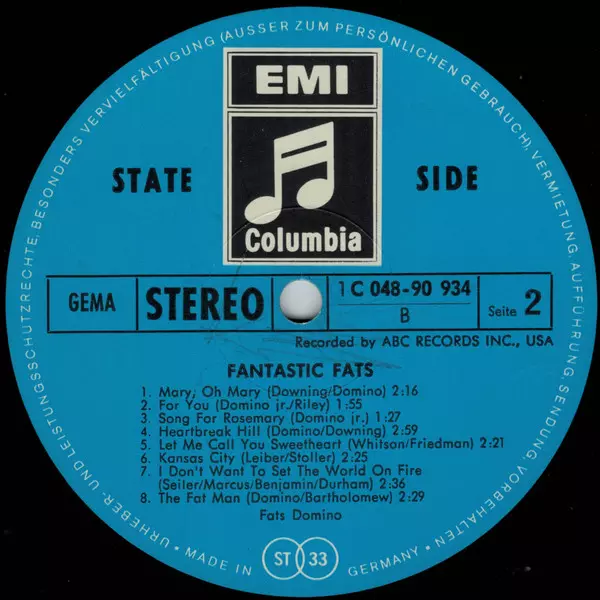 EMI
Columbia
STATE SIDE
GEMA
STEREO
1 C 048-90 934
B
Seite 2
Recorded by ABC RECORDS INC., USA
FANTASTIC FATS
1. Mary, Oh Mary (Downing/Domino) 2:16
2. For You (Domino jr./Riley) 1:55
3. Song For Rosemary (Domino jr.) 1:27
4. Heartbreak Hill (Domino/Downing) 2:59
5. Let Me Call You Sweetheart (Whitson/Friedman) 2:21
6. Kansas City (Leiber/Stoller) 2:25
7. I Don't Want To Set The World On Fire
(Seiler/Marcus/Benjamin/Durham) 2:36
8. The Fat Man (Domino/Bartholomew) 2:29
Fats Domino
ST 33
URHEBER- UND LEISTUNGSSCHUTZRECHTE, BESONDERS VERVIELFÄLTIGUNG (AUSSER ZUM PERSÖNLICHEN GEBRAUCH), VERMIETUNG, AUFFÜHRUNG, SENDUNG, VORBEHALTEN • MADE IN GERMANY •